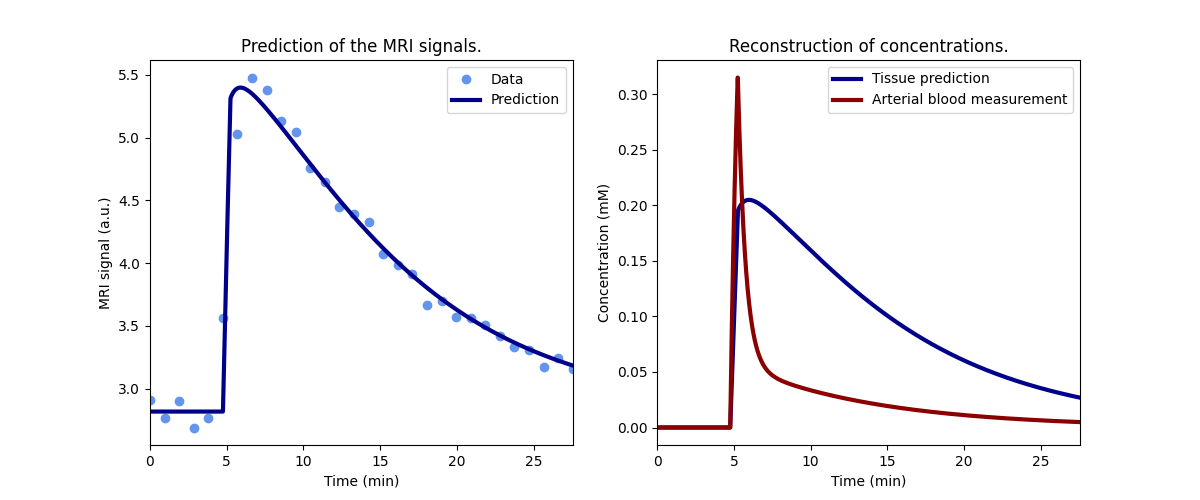 Prediction of the MRI signals.
5.5
5.0
4.5
4.0
3.5
3.0
MRI signal (a.u.)
Data
Prediction
0 5 10 15 20 25
Time (min)
Reconstruction of concentrations.
0.30
0.25
0.20
0.15
0.10
0.05
0.00
Concentration (mM)
Tissue prediction
Arterial blood measurement
0 5 10 15 20 25
Time (min)